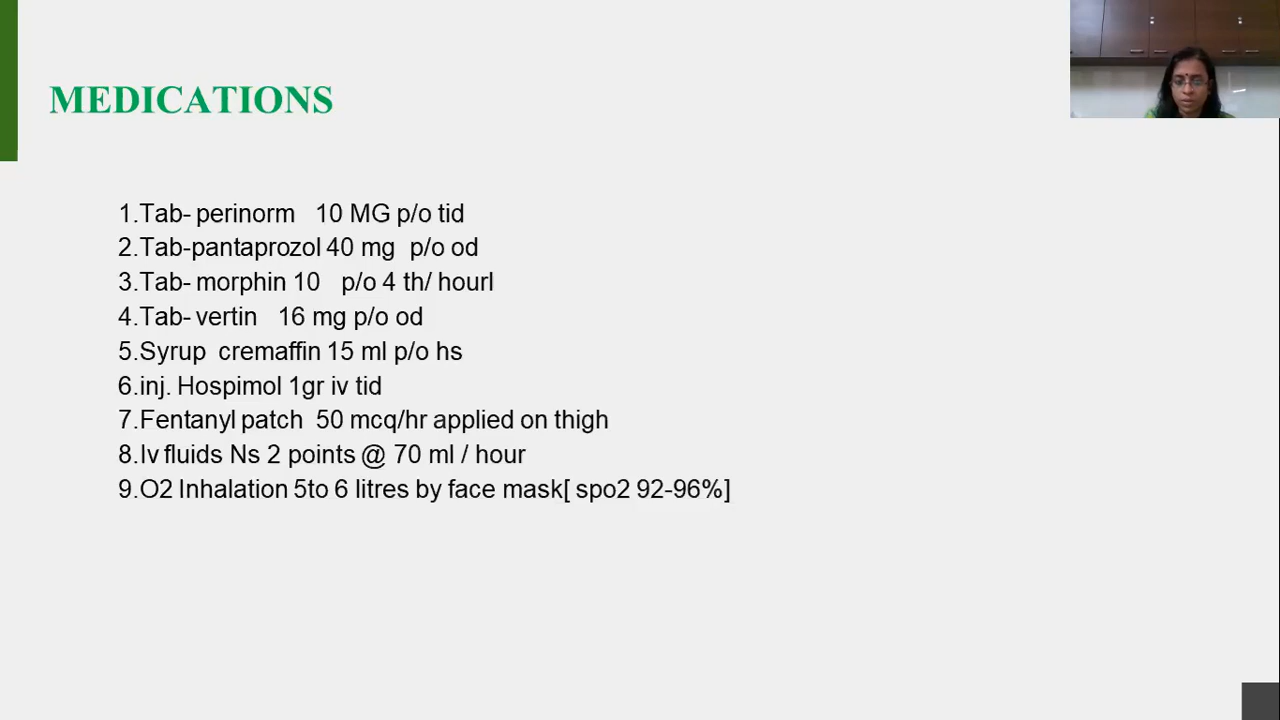 MEDICATIONS
1.Tab- perinorm 10 MG p/o tid
2.Tab-pantaprozol 40 mg p/o od
3.Tab- morphin 10 p/o 4 th/ hourl
4.Tab- vertin 16 mg p/o od
5.Syrup cremaffin 15 ml p/o hs
6.inj. Hospimol 1gr iv tid
7.Fentanyl patch 50 mcq/hr applied on thigh
8.Iv fluids Ns 2 points @ 70 ml / hour
9.O2 Inhalation 5to 6 litres by face mask[ spo2 92-96%]